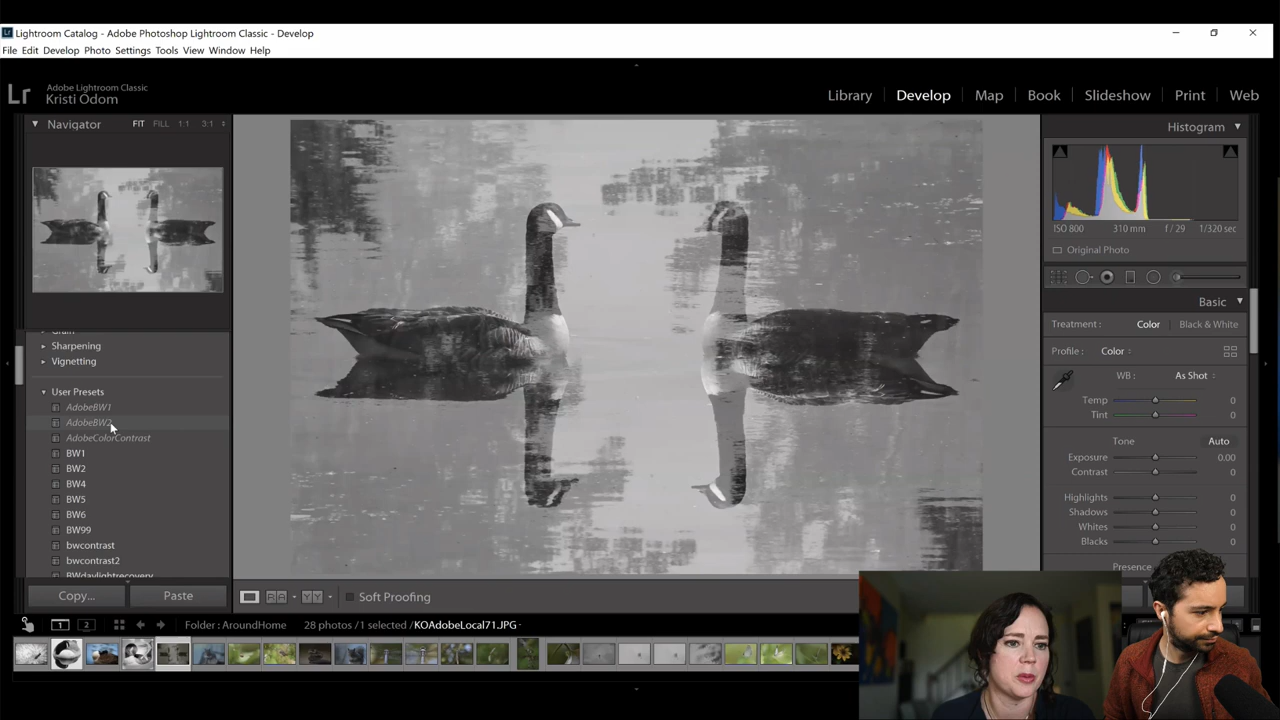 Lightroom Catalog - Adobe Photoshop Lightroom Classic - Develop
File Edit Develop Photo Settings Tools View Window Help
Lr
Adobe Lightroom Classic
Kristi Odom
Library Develop Map Book Slideshow Print Web
Navigator FIT FILL 1:1 3:1
Histogram
ISO 800 310 mm f / 29 1/320 sec
Original Photo
Basic
Treatment: Color Black & White
Profile: Color
WB: As Shot
Temp 0
Tint 0
Tone Auto
Exposure 0.00
Contrast 0
Highlights 0
Shadows 0
Whites 0
Blacks 0
Presence
Grain
Sharpening
Vignetting
User Presets
AdobeBW1
AdobeBW2
AdobeColorContrast
BW1
BW2
BW4
BW5
BW6
BW99
bwcontrast
bwcontrast2
BWdaylightrecovery
Copy... Paste
Soft Proofing
1 2 Folder : AroundHome 28 photos / 1 selected / KOAdobeLocal71.JPG